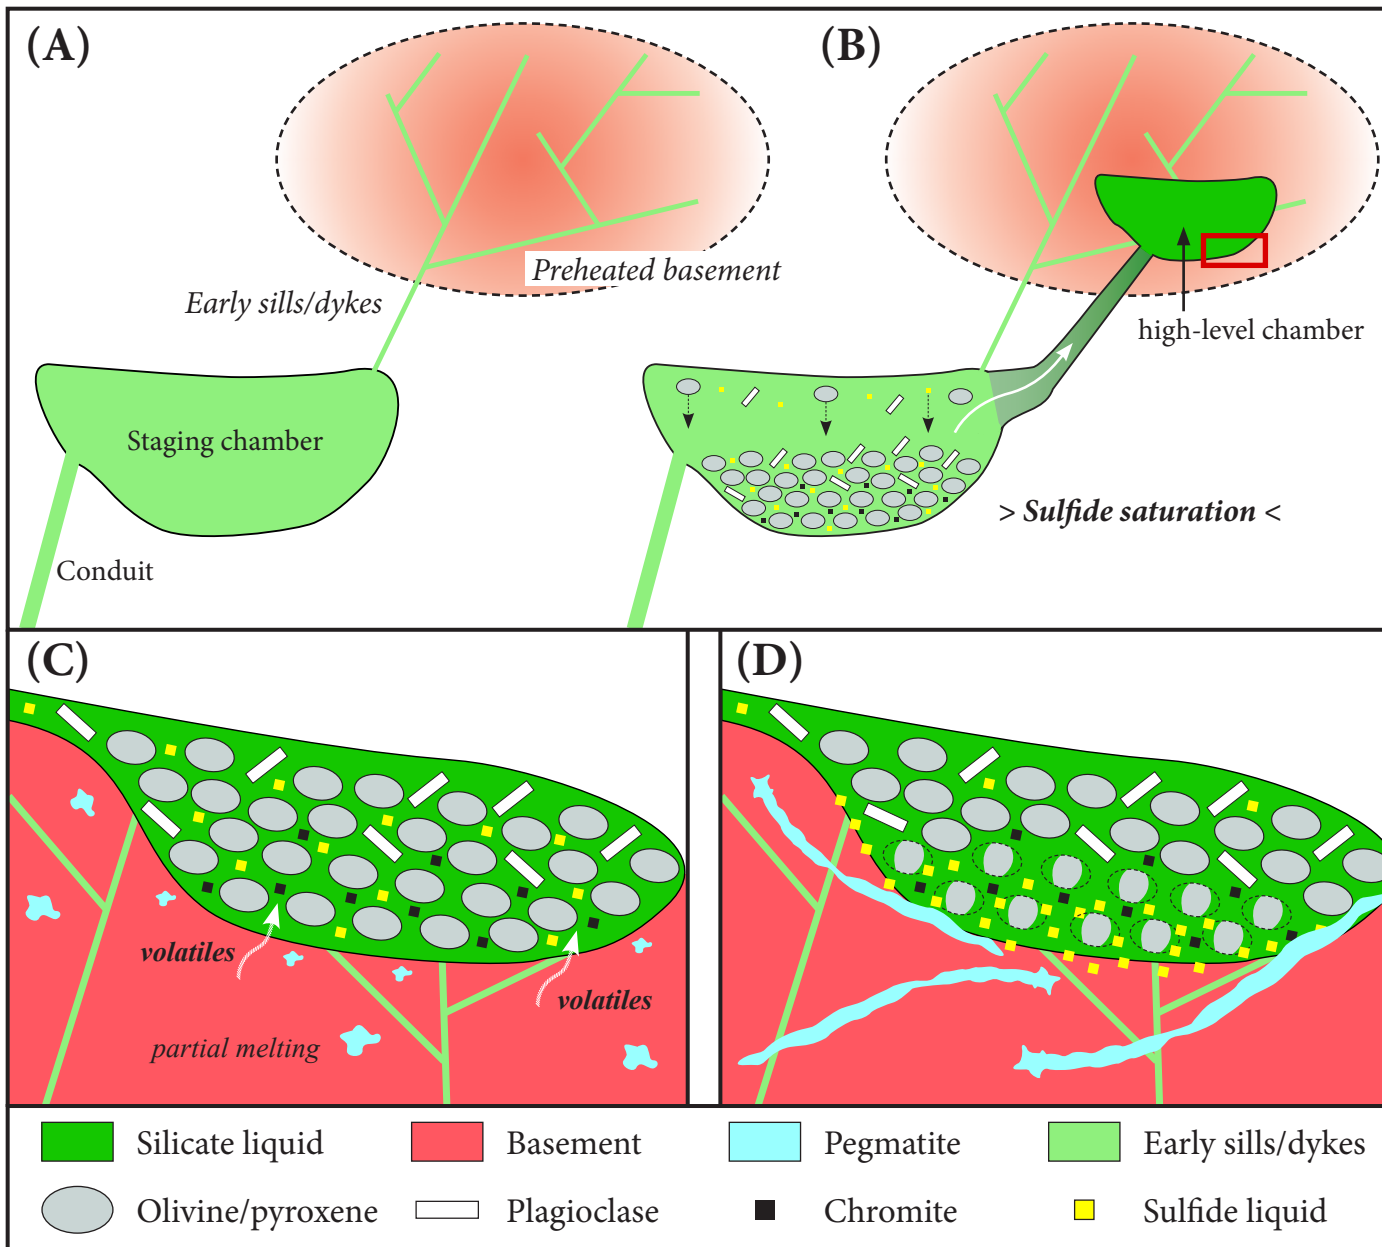 (A)
(B)
Preheated basement
Early sills/dykes
high-level chamber
Staging chamber
> Sulfide saturation <
Conduit
(C)
(D)
volatiles
volatiles
partial melting
Silicate liquid
Basement
Pegmatite
Early sills/dykes
Olivine/pyroxene
Plagioclase
Chromite
Sulfide liquid